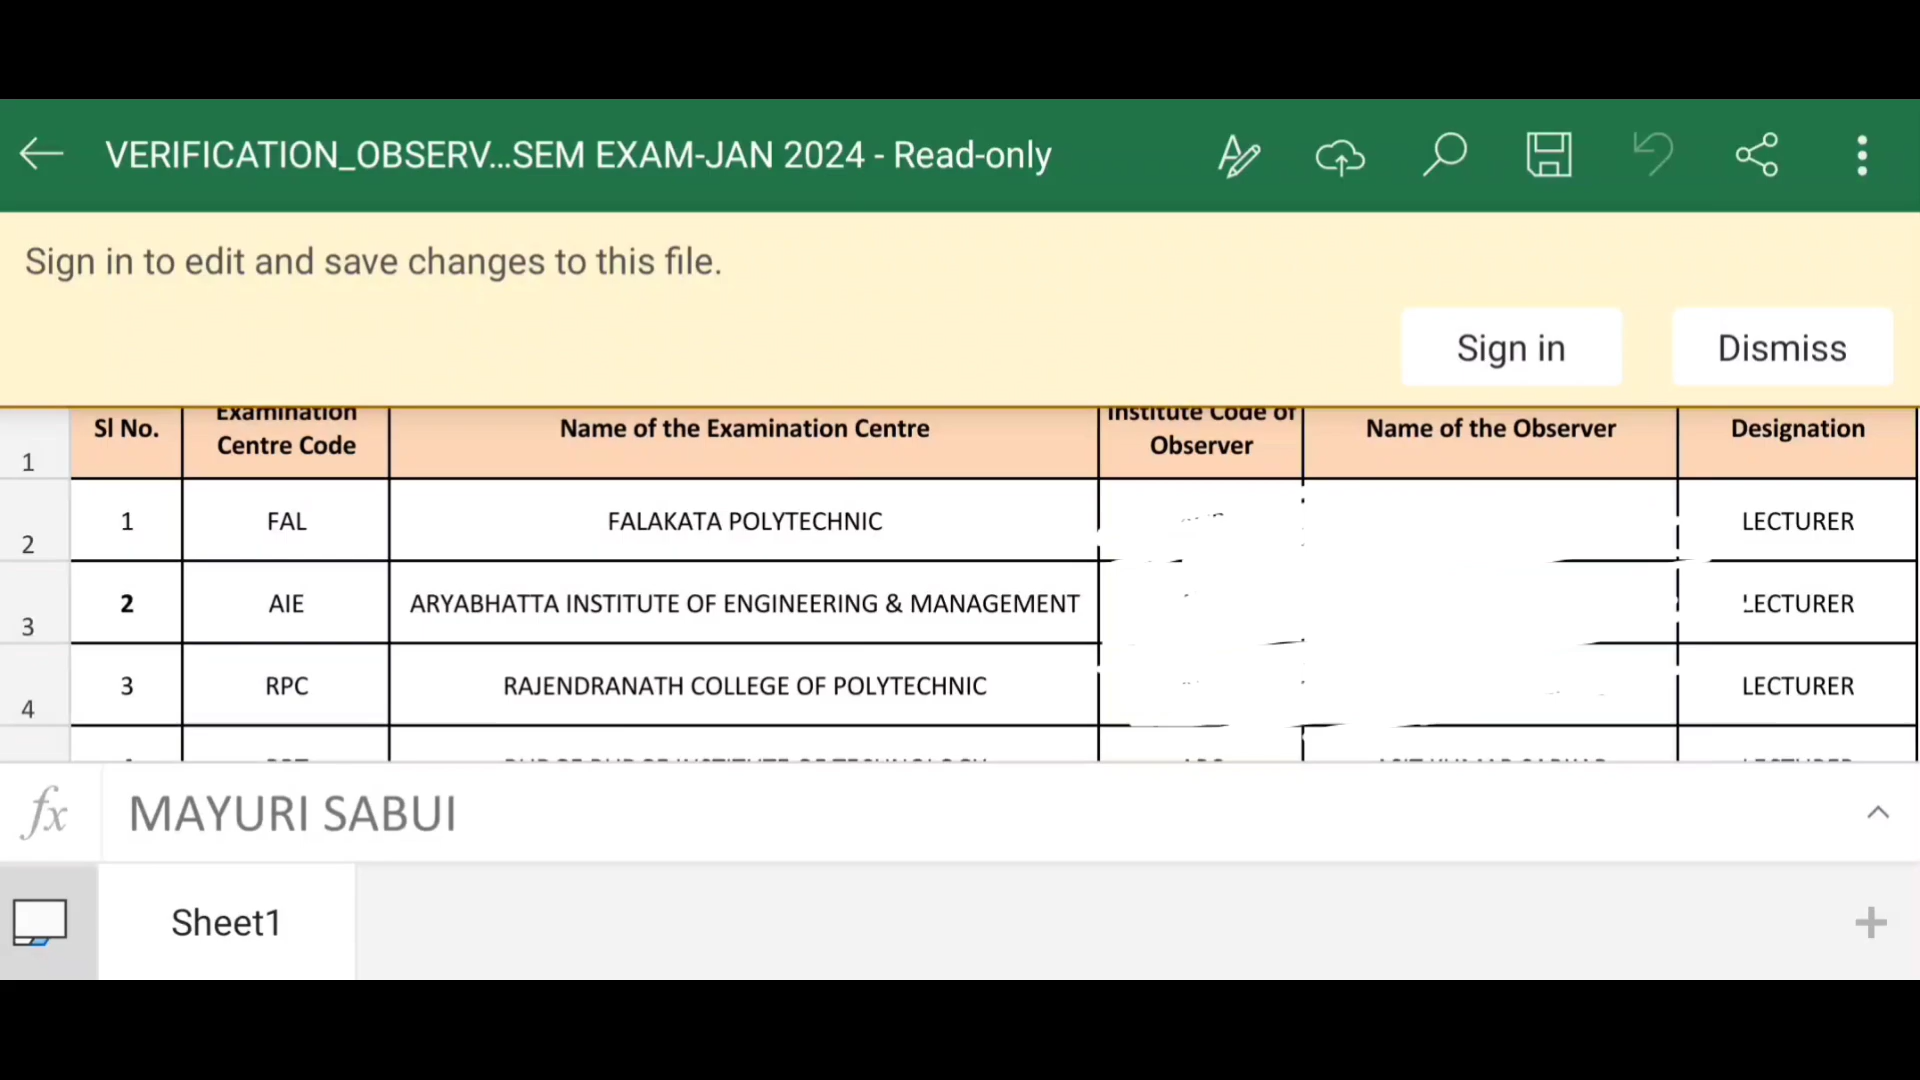 VERIFICATION_OBSERV...SEM EXAM-JAN 2024 - Read-only
Sign in to edit and save changes to this file.
Sign in Dismiss
1 Sl No. Examination Centre Code Name of the Examination Centre Institute Code of Observer Name of the Observer Designation
2 1 FAL FALAKATA POLYTECHNIC LECTURER
3 2 AIE ARYABHATTA INSTITUTE OF ENGINEERING & MANAGEMENT LECTURER
4 3 RPC RAJENDRANATH COLLEGE OF POLYTECHNIC LECTURER
fx MAYURI SABUI
Sheet1